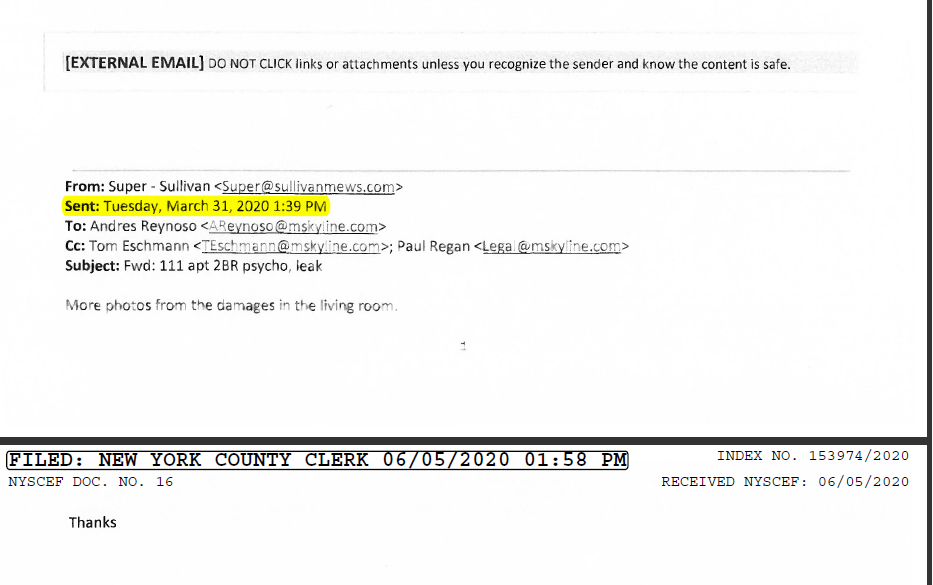 [EXTERNAL EMAIL] DO NOT CLICK links or attachments unless you recognize the sender and know the content is safe.
From: Super - Sullivan <Super@sullivanmews.com>
Sent: Tuesday, March 31, 2020 1:39 PM
To: Andres Reynoso <AReynoso@mskyline.com>
Cc: Tom Eschmann <TEschmann@mskyline.com>; Paul Regan <Legal@mskyline.com>
Subject: Fwd: 111 apt 2BR psycho, leak
More photos from the damages in the living room.
FILED: NEW YORK COUNTY CLERK 06/05/2020 01:58 PM
INDEX NO. 153974/2020
NYSCEF DOC. NO. 16
RECEIVED NYSCEF: 06/05/2020
Thanks